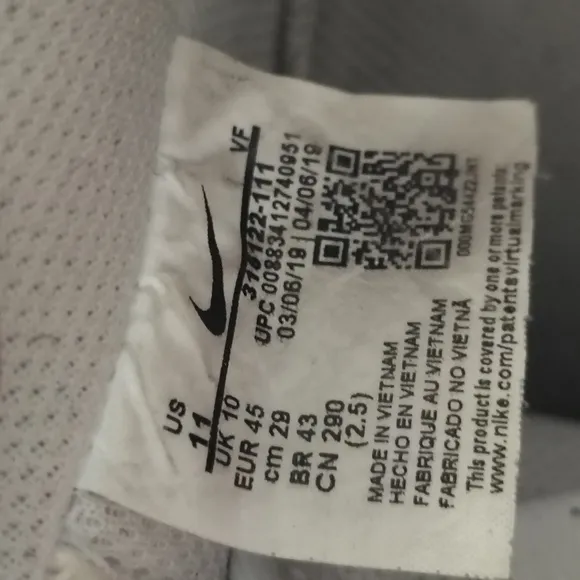 US
11
VF
UK 10
EUR 45
cm 29
BR 43
CN 290
(2.5)
315122-111
UPC 00883412740951
03/06/19 | 04/06/19
MADE IN VIETNAM
HECHO EN VIETNAM
FABRIQUE AU VIETNAM
FABRICADO NO VIETNÃ
This product is covered by one or more patents.
www.nike.com/patentsvirtualmarking